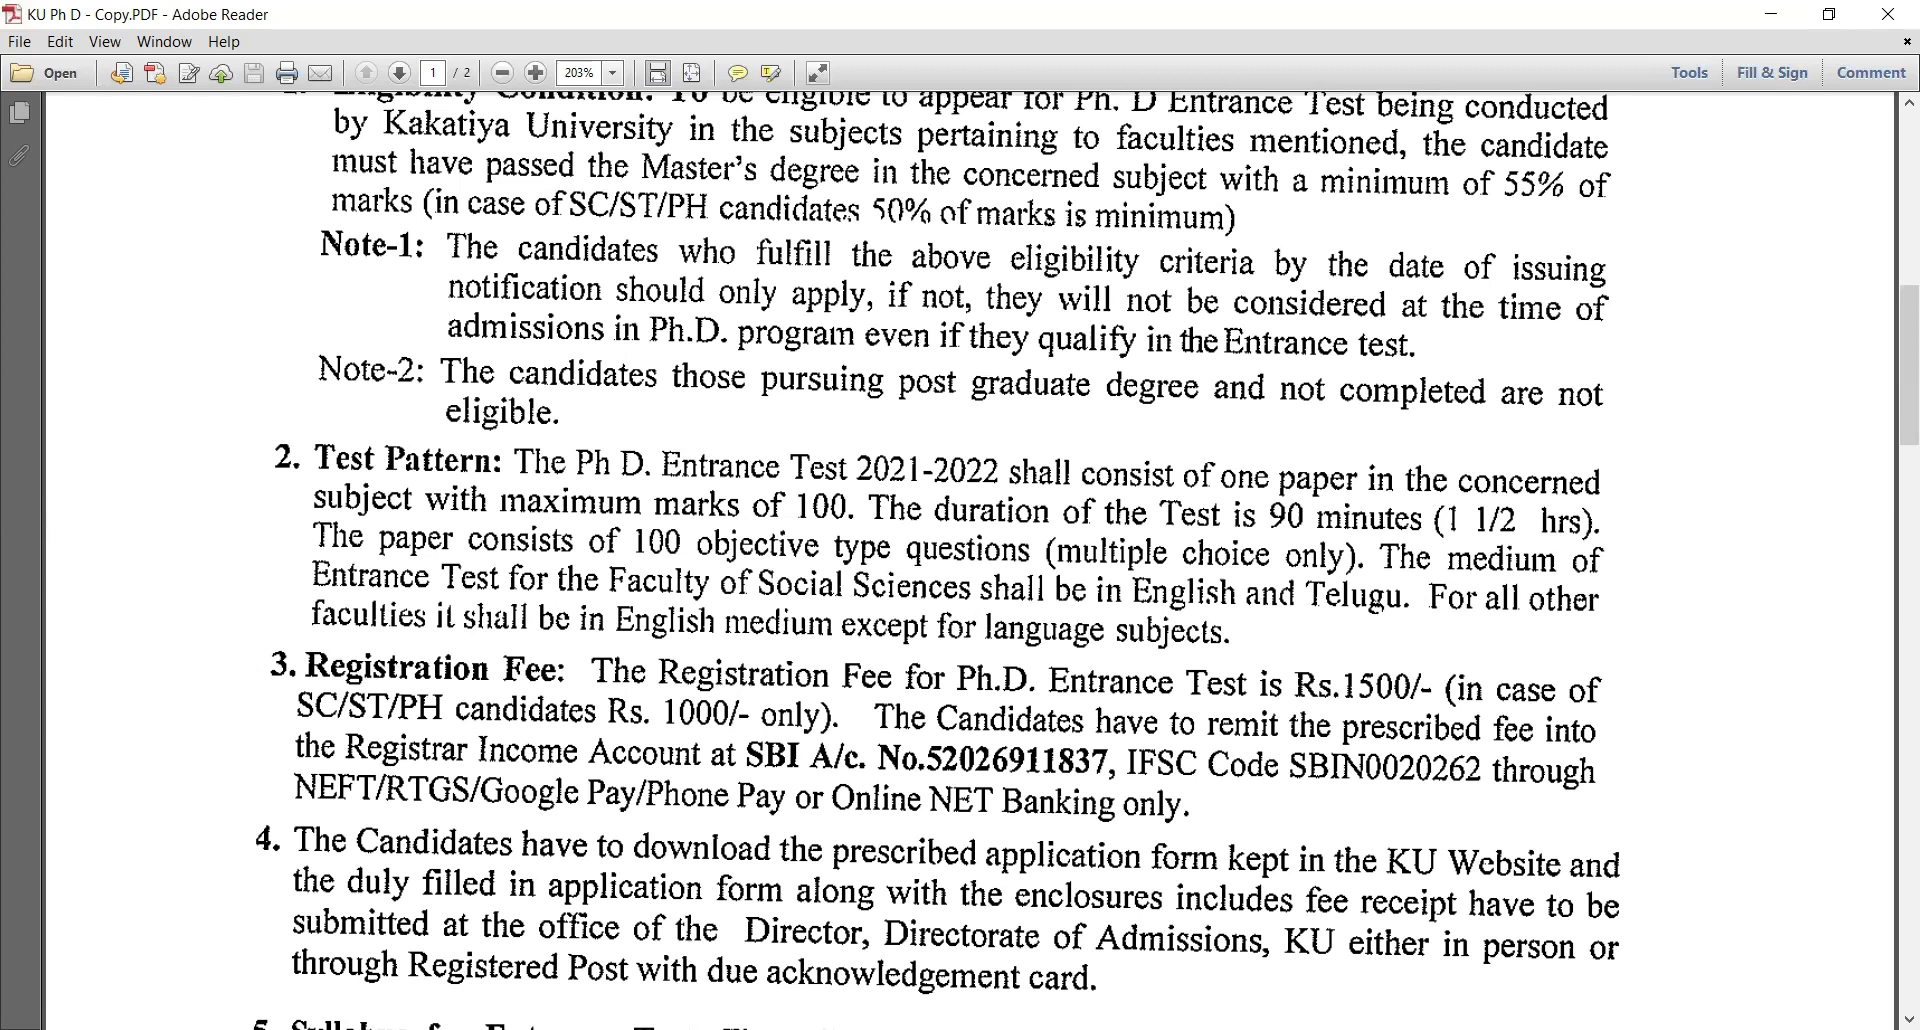 KU Ph D - Copy.PDF - Adobe Reader
File Edit View Window Help
Open 1 / 2 203% Tools Fill & Sign Comment
Eligibility Condition: To be eligible to appear for Ph. D Entrance Test being conducted
by Kakatiya University in the subjects pertaining to faculties mentioned, the candidate
must have passed the Master's degree in the concerned subject with a minimum of 55% of
marks (in case of SC/ST/PH candidates 50% of marks is minimum)
Note-1: The candidates who fulfill the above eligibility criteria by the date of issuing
notification should only apply, if not, they will not be considered at the time of
admissions in Ph.D. program even if they qualify in the Entrance test.
Note-2: The candidates those pursuing post graduate degree and not completed are not
eligible.
2. Test Pattern: The Ph D. Entrance Test 2021-2022 shall consist of one paper in the concerned
subject with maximum marks of 100. The duration of the Test is 90 minutes (1 1/2 hrs).
The paper consists of 100 objective type questions (multiple choice only). The medium of
Entrance Test for the Faculty of Social Sciences shall be in English and Telugu. For all other
faculties it shall be in English medium except for language subjects.
3. Registration Fee: The Registration Fee for Ph.D. Entrance Test is Rs.1500/- (in case of
SC/ST/PH candidates Rs. 1000/- only). The Candidates have to remit the prescribed fee into
the Registrar Income Account at SBI A/c. No.52026911837, IFSC Code SBIN0020262 through
NEFT/RTGS/Google Pay/Phone Pay or Online NET Banking only.
4. The Candidates have to download the prescribed application form kept in the KU Website and
the duly filled in application form along with the enclosures includes fee receipt have to be
submitted at the office of the Director, Directorate of Admissions, KU either in person or
through Registered Post with due acknowledgement card.